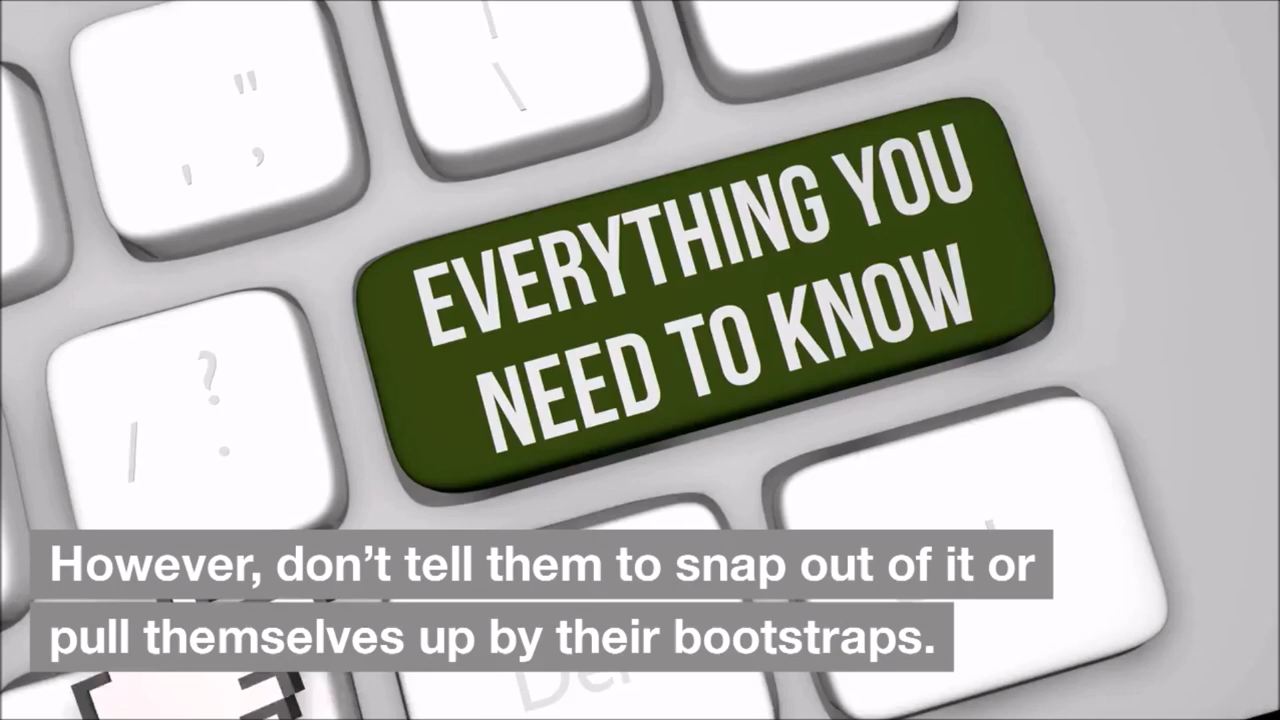 "
' ,
|
\
EVERYTHING YOU
NEED TO KNOW
?
/ .
However, don’t tell them to snap out of it or
pull themselves up by their bootstraps.